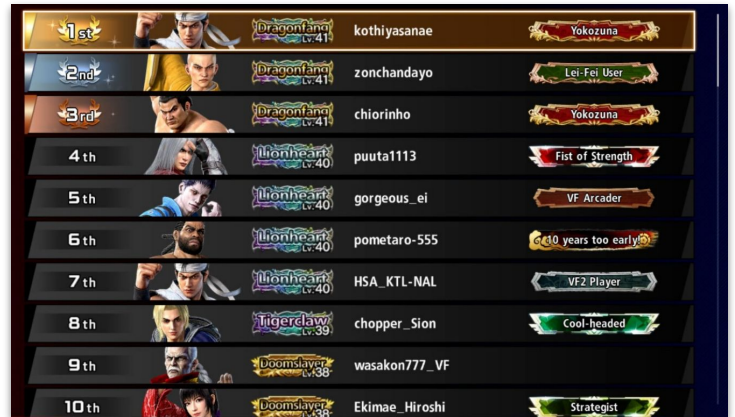 1st Dragonfang Lv.41 kothiyasanae Yokozuna
2nd Dragonfang Lv.41 zonchandayo Lei-Fei User
3rd Dragonfang Lv.41 chiorinho Yokozuna
4th Lionheart Lv.40 puuta1113 Fist of Strength
5th Lionheart Lv.40 gorgeous_ei VF Arcader
6th Lionheart Lv.40 pometaro-555 10 years too early!
7th Lionheart Lv.40 HSA_KTL-NAL VF2 Player
8th Tigerclaw Lv.39 chopper_Sion Cool-headed
9th Doomslayer Lv.38 wasakon777_VF
10th Doomslayer Lv.38 Ekimae_Hiroshi Strategist